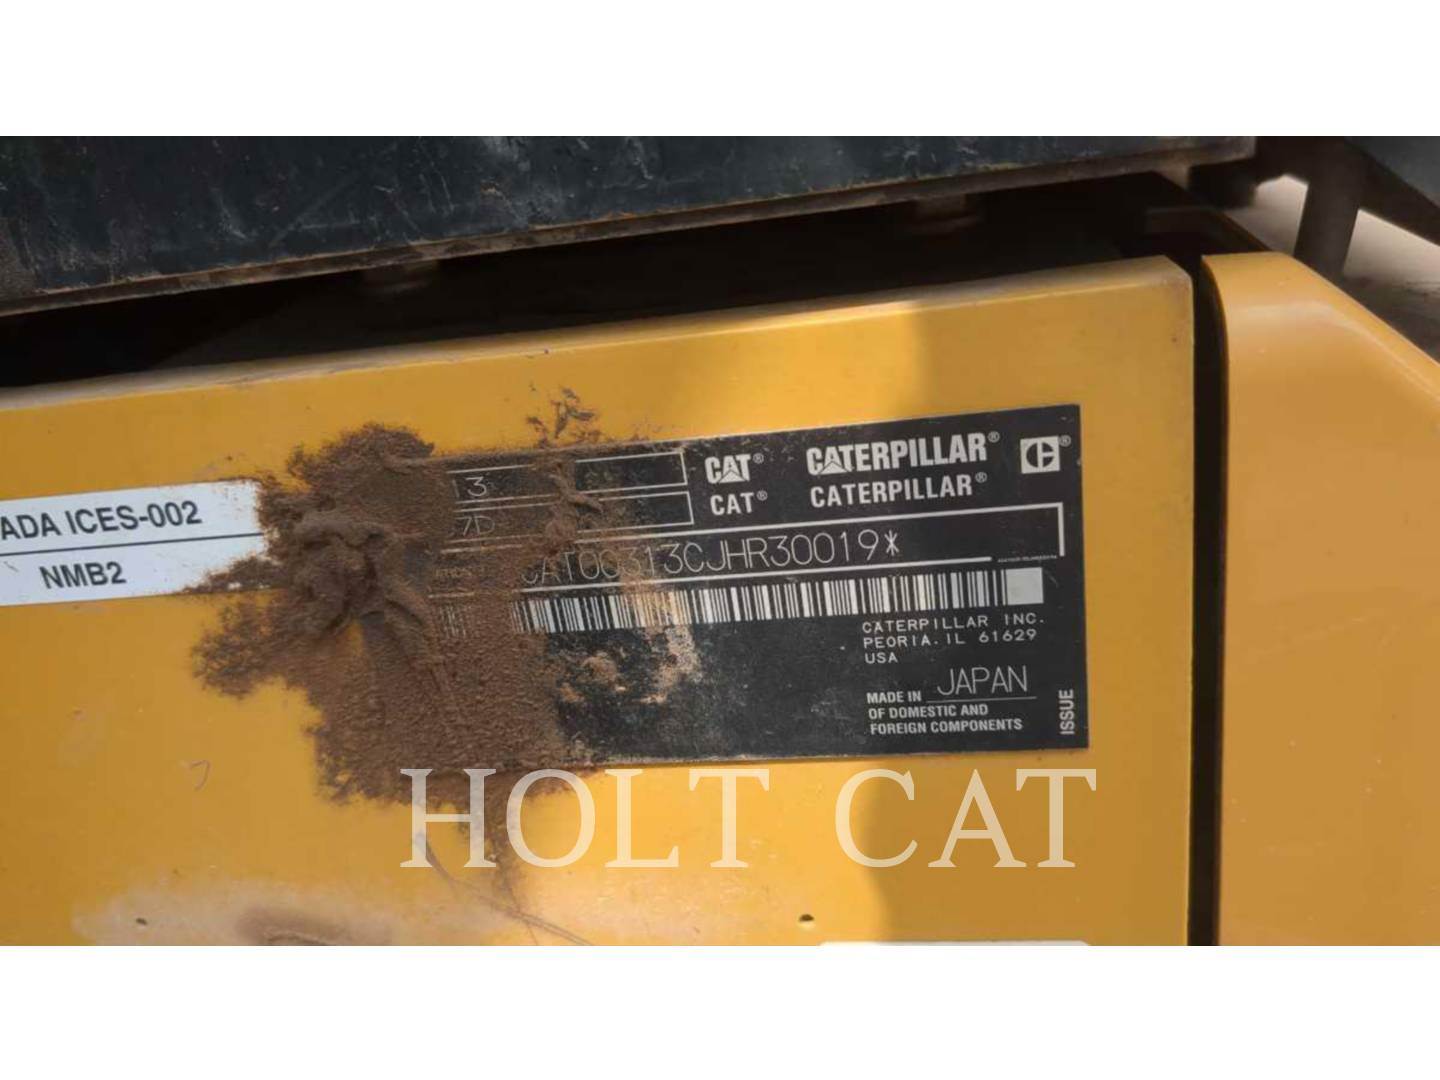 ADA ICES-002
NMB2
13
7D
CAT® CATERPILLAR®
CAT® CATERPILLAR®
CAT00313CJHR30019*
CATERPILLAR INC.
PEORIA. IL 61629
USA
MADE IN JAPAN
OF DOMESTIC AND
FOREIGN COMPONENTS
ISSUE
HOLT CAT